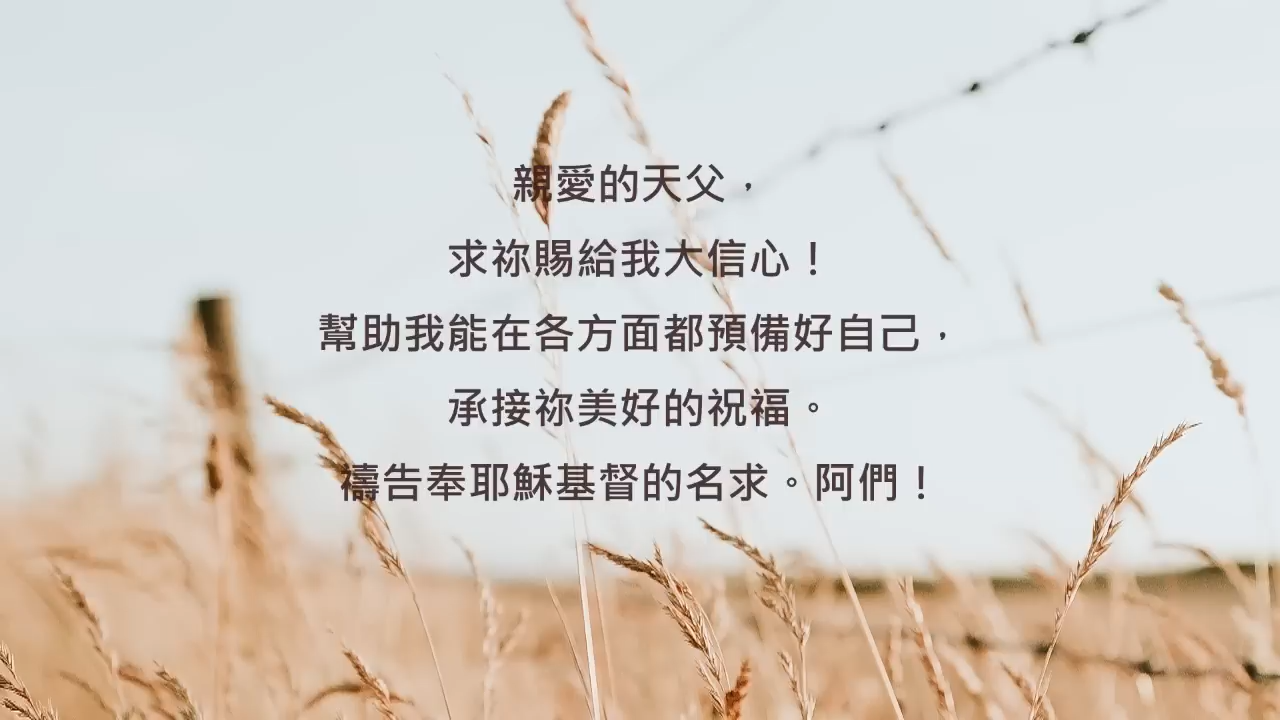 親愛的天父，
求祢賜給我大信心！
幫助我能在各方面都預備好自己，
承接祢美好的祝福。
禱告奉耶穌基督的名求。阿們！